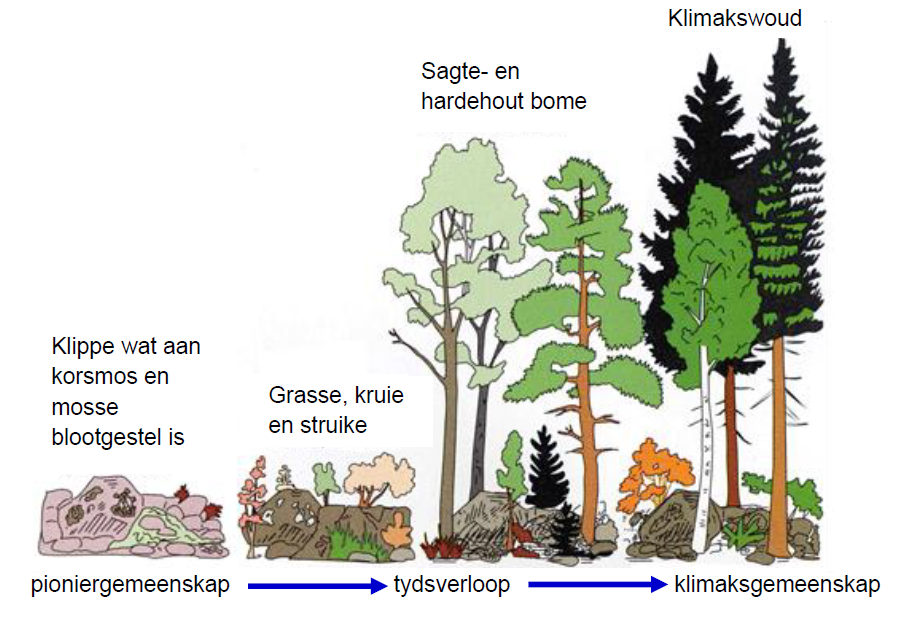 Klimakswoud
Sagte- en
hardehout bome
Klippe wat aan
korsmos en
mosse
blootgestel is
Grasse, kruie
en struike
pioniergemeenskap
tydsverloop
klimaksgemeenskap